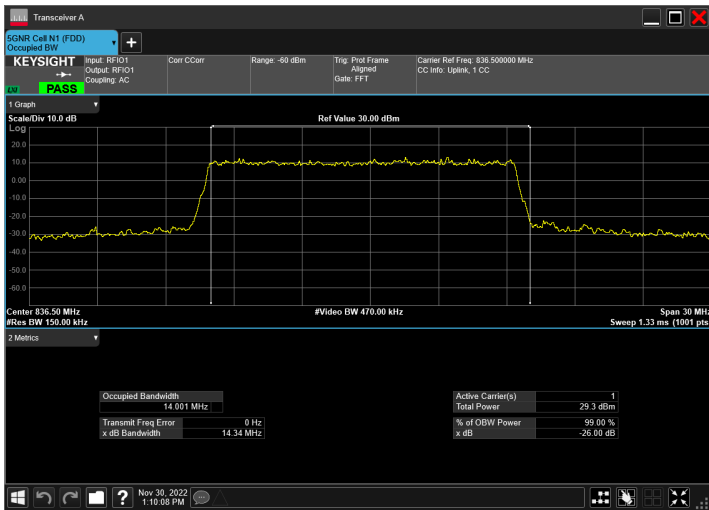 Transceiver A
5GNR Cell N1 (FDD)
Occupied BW
KEYSIGHT
LXI
PASS
Input: RFIO1
Output: RFIO1
Coupling: AC
Corr CCorr
Range: -60 dBm
Trig: Prot Frame
Aligned
Gate: FFT
Carrier Ref Freq: 836.500000 MHz
CC Info: Uplink, 1 CC
1 Graph
Scale/Div 10.0 dB
Ref Value 30.00 dBm
Log
20.0
10.0
0.00
-10.0
-20.0
-30.0
-40.0
-50.0
-60.0
Center 836.50 MHz
#Video BW 470.00 kHz
Span 30 MHz
#Res BW 150.00 kHz
Sweep 1.33 ms (1001 pts
2 Metrics
Occupied Bandwidth
14.001 MHz
Transmit Freq Error 0 Hz
x dB Bandwidth 14.34 MHz
Active Carrier(s) 1
Total Power 29.3 dBm
% of OBW Power 99.00 %
x dB -26.00 dB
?
Nov 30, 2022
1:10:08 PM